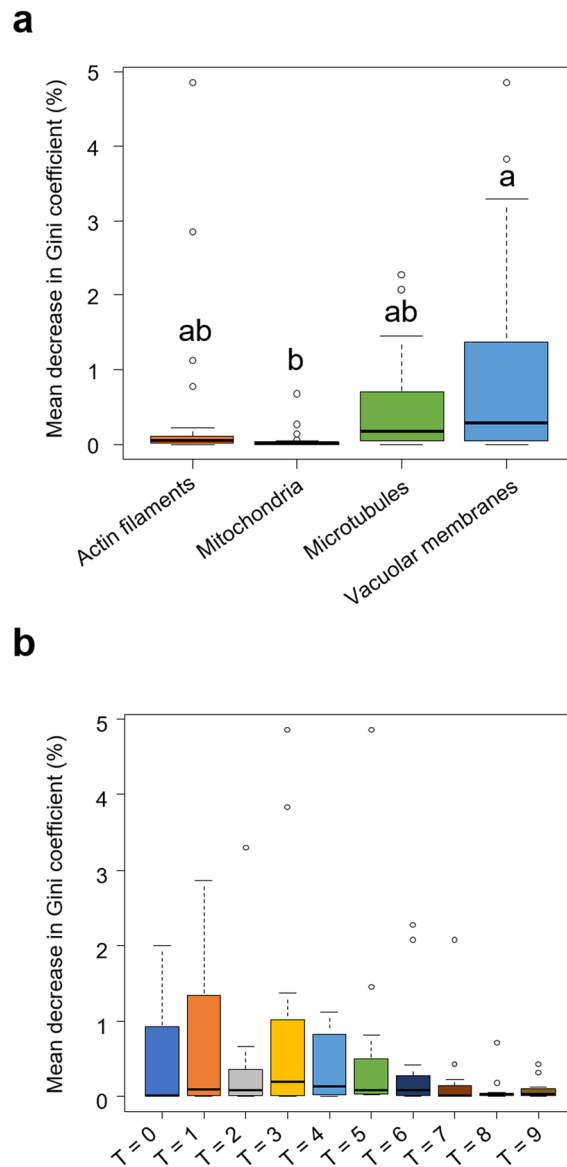 a
Mean decrease in Gini coefficient (%)
5
4
3
2
1
0
ab
b
ab
a
Actin filaments
Mitochondria
Microtubules
Vacuolar membranes
b
Mean decrease in Gini coefficient (%)
5
4
3
2
1
0
T = 0
T = 1
T = 2
T = 3
T = 4
T = 5
T = 6
T = 7
T = 8
T = 9